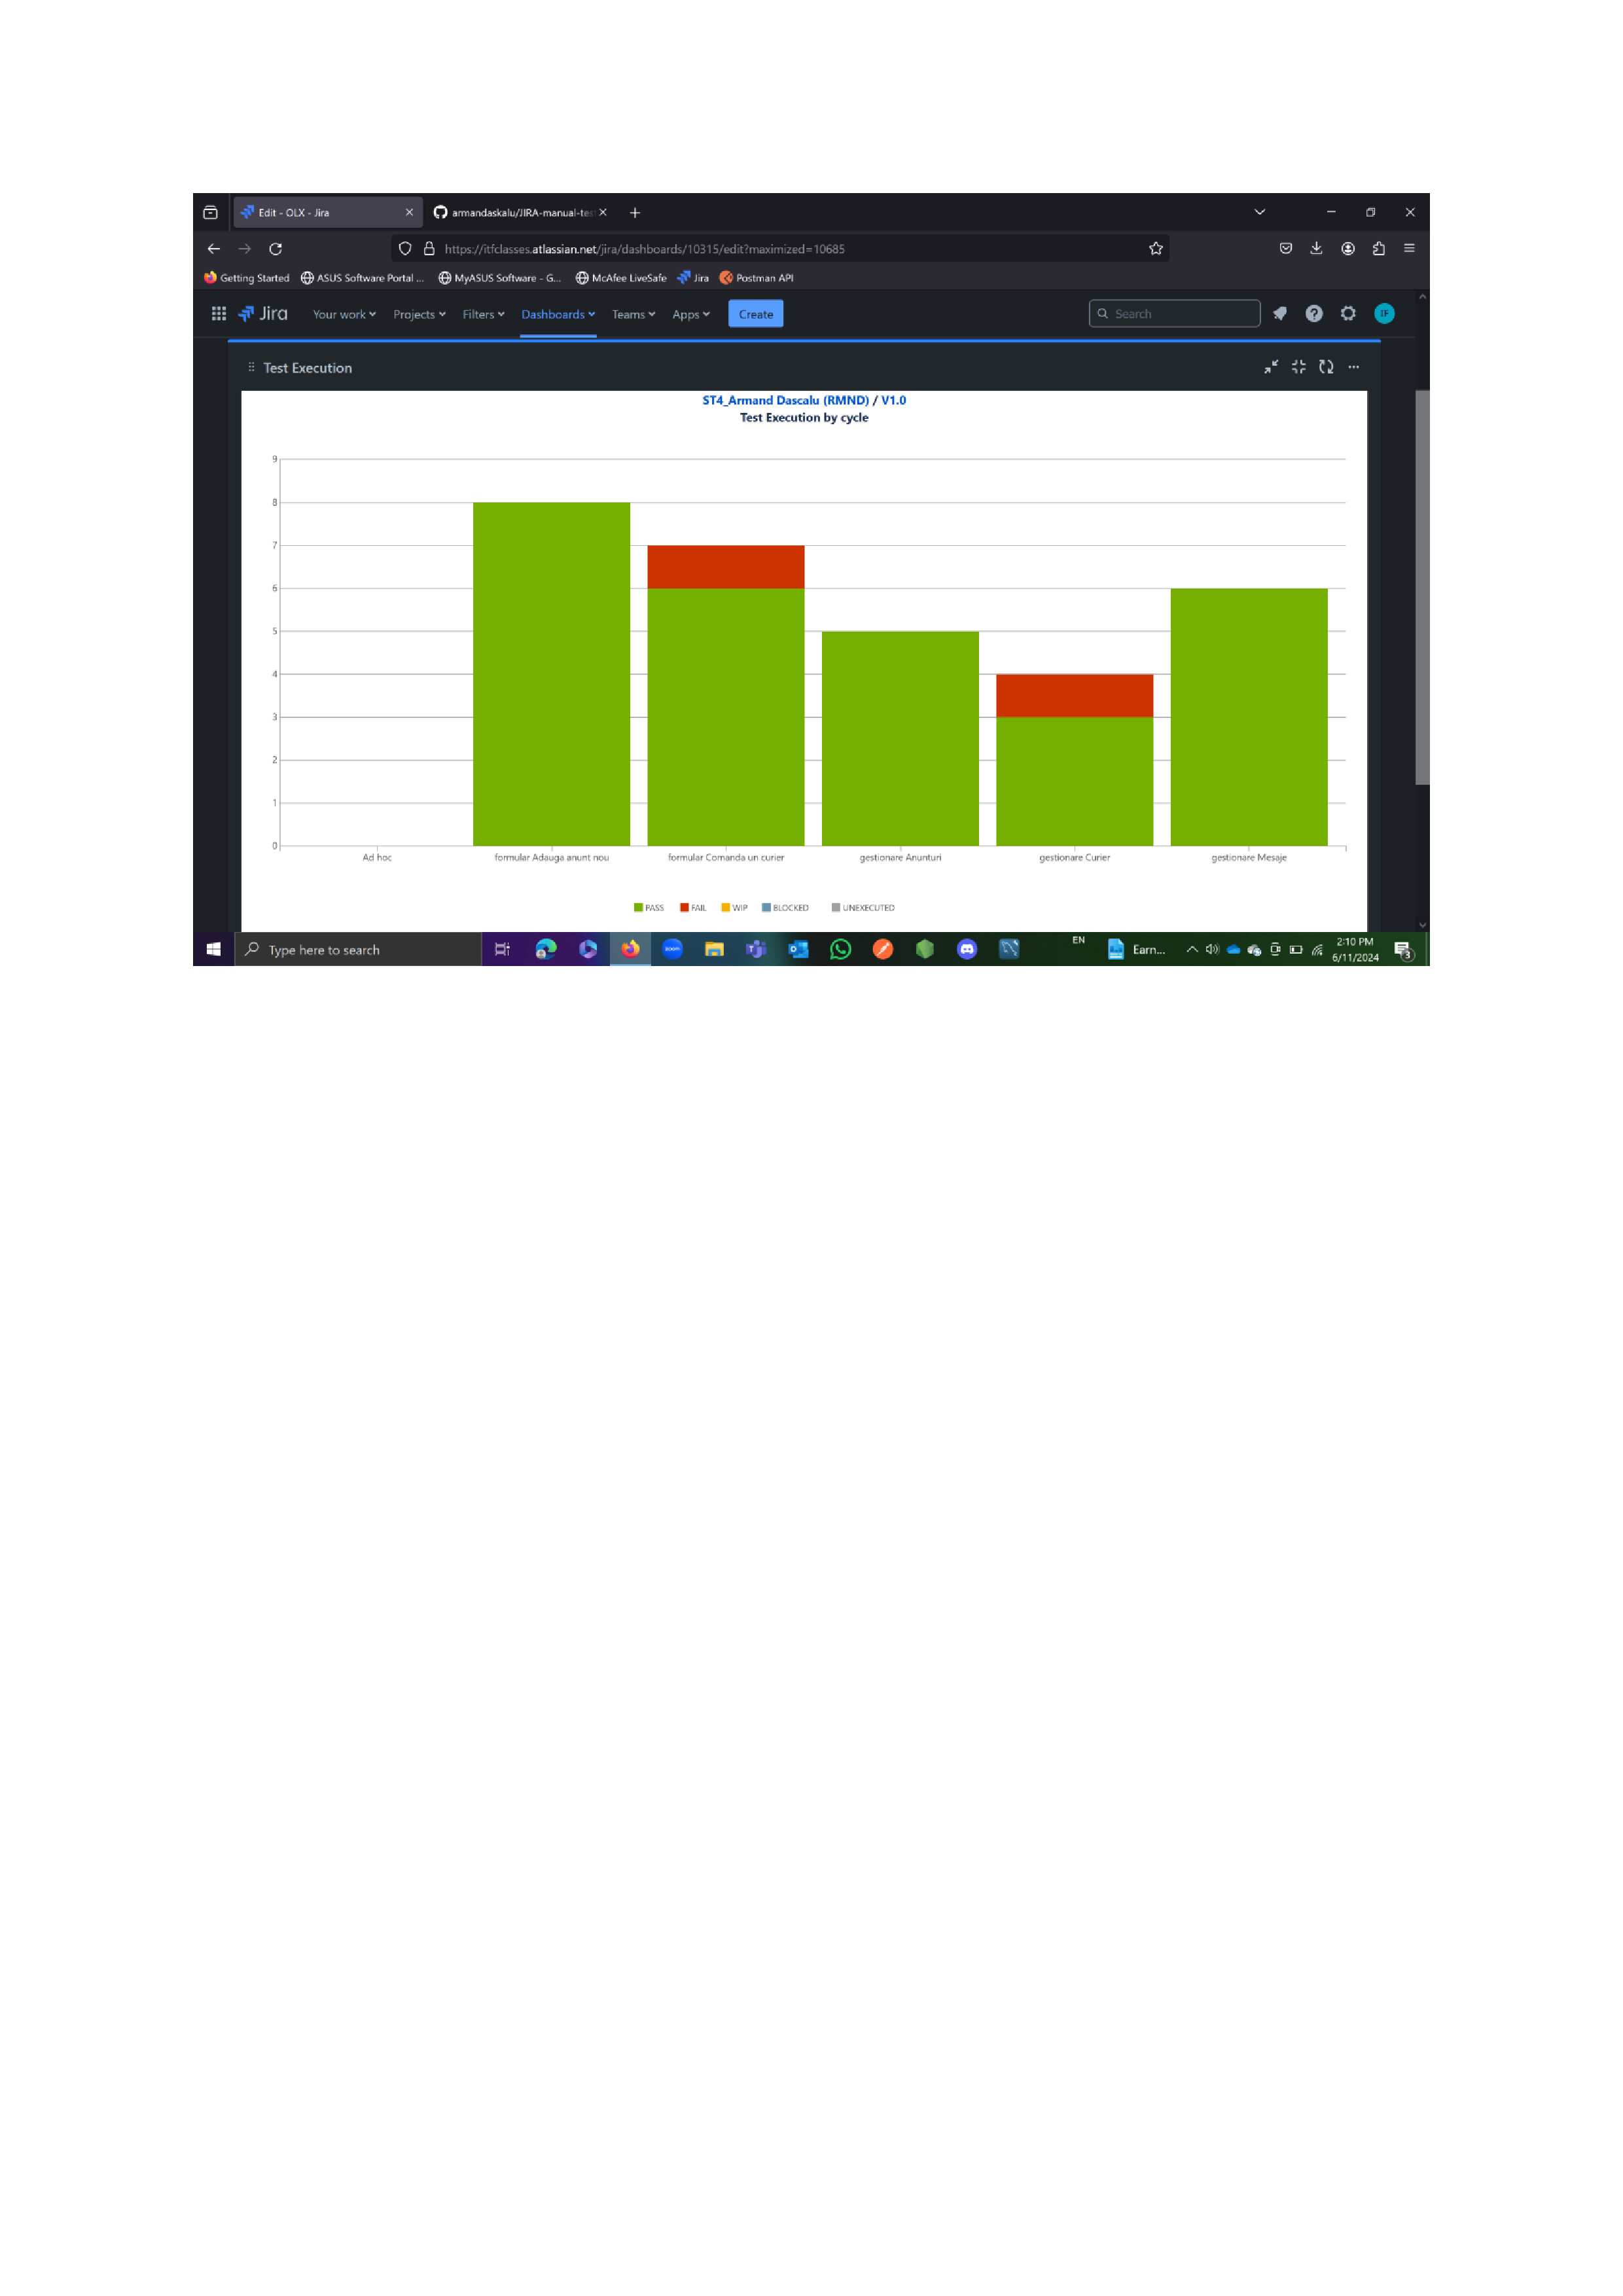 Edit - OLX - Jira
armandaskalu/JIRA-manual-tes
https://itfclasses.atlassian.net/jira/dashboards/10315/edit?maximized=10685
Getting Started ASUS Software Portal ... MyASUS Software - G... McAfee LiveSafe Jira Postman API
Jira Your work Projects Filters Dashboards Teams Apps Create Search IF
Test Execution
ST4_Armand Dascalu (RMND) / V1.0
Test Execution by cycle
9
8
7
6
5
4
3
2
1
0
Ad hoc formular Adauga anunt nou formular Comanda un curier gestionare Anunturi gestionare Curier gestionare Mesaje
PASS FAIL WIP BLOCKED UNEXECUTED
Type here to search
zoom
EN
Earn...
2:10 PM
6/11/2024
3